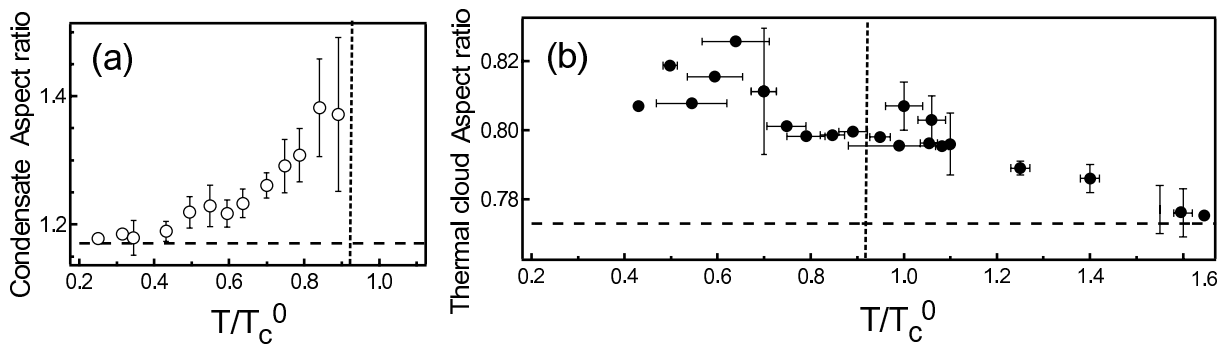 (a)
Condensate Aspect ratio
1.4
1.2
0.2 0.4 0.6 0.8 1.0
T/Tc⁰
(b)
Thermal cloud Aspect ratio
0.82
0.80
0.78
0.2 0.4 0.6 0.8 1.0 1.2 1.4 1.6
T/Tc⁰